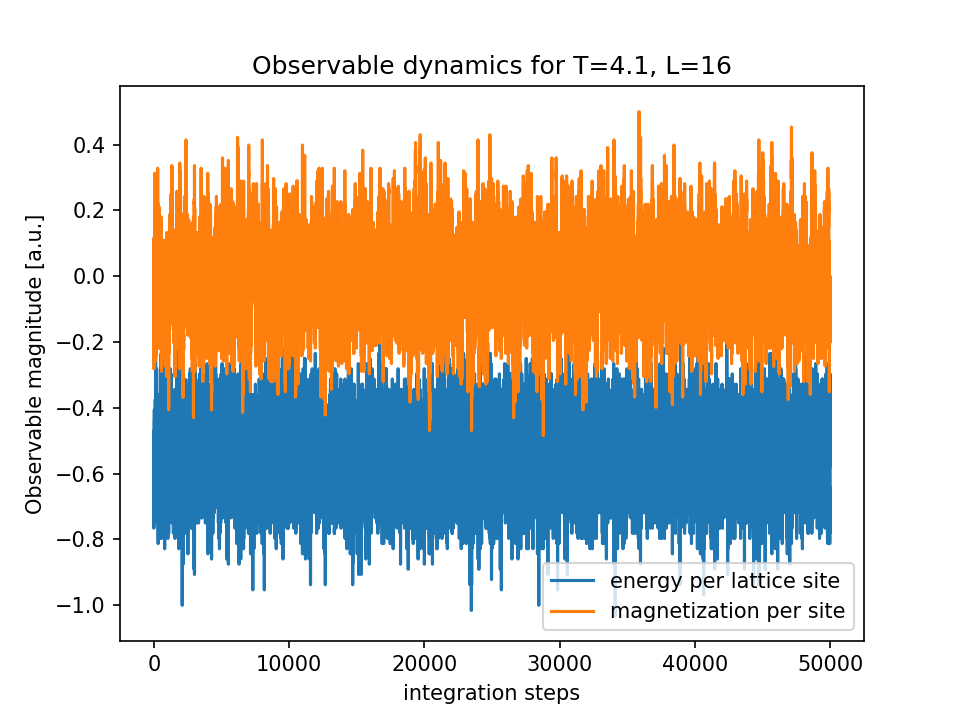 Observable dynamics for T=4.1, L=16
Observable magnitude [a.u.]
0.4
0.2
0.0
−0.2
−0.4
−0.6
−0.8
−1.0
energy per lattice site
magnetization per site
0 10000 20000 30000 40000 50000
integration steps